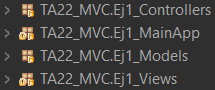 TA22_MVC.Ej1_Controllers
TA22_MVC.Ej1_MainApp
TA22_MVC.Ej1_Models
TA22_MVC.Ej1_Views